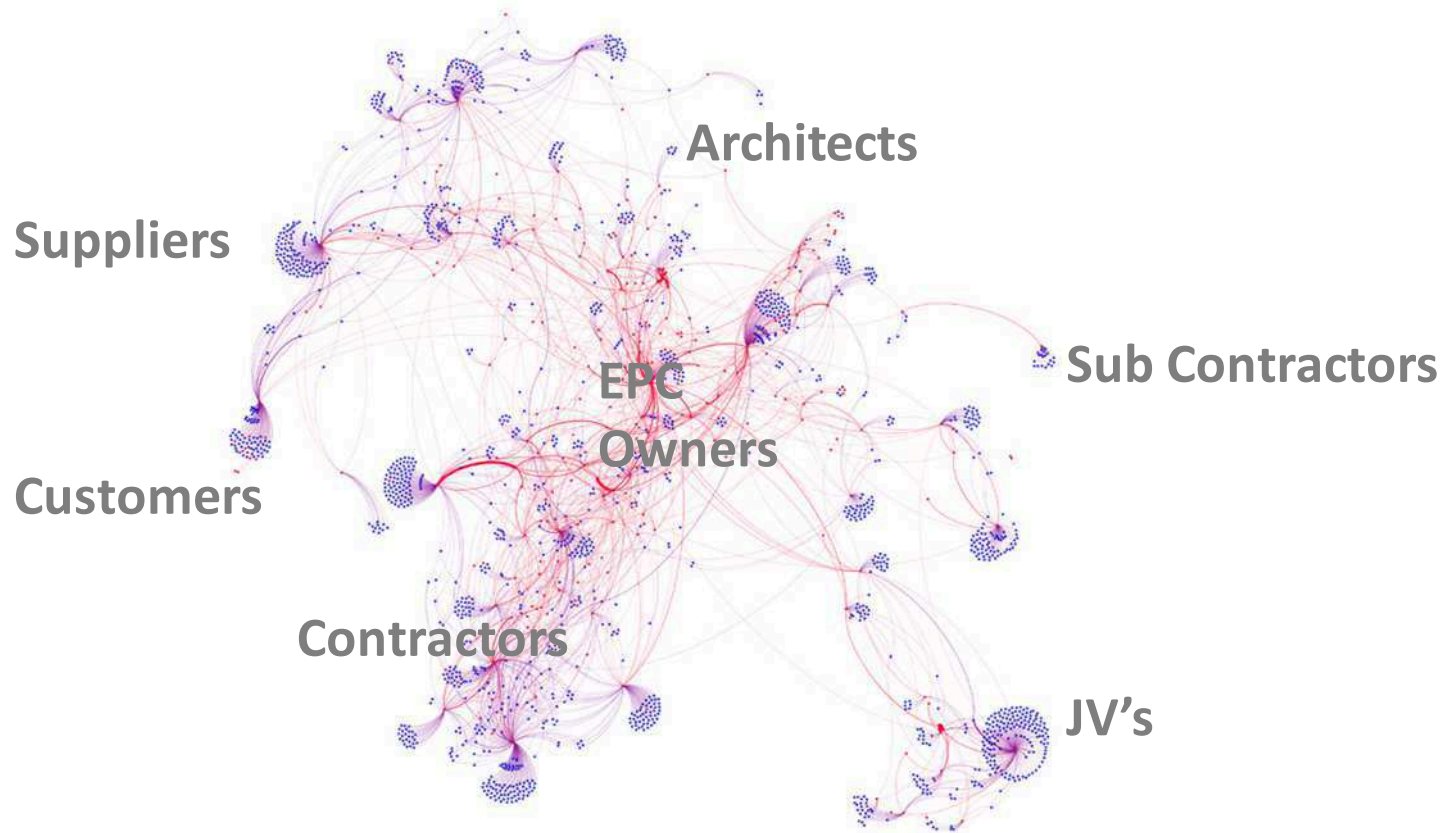 Architects
Suppliers
Sub Contractors
EPC
Owners
Customers
Contractors
JV’s